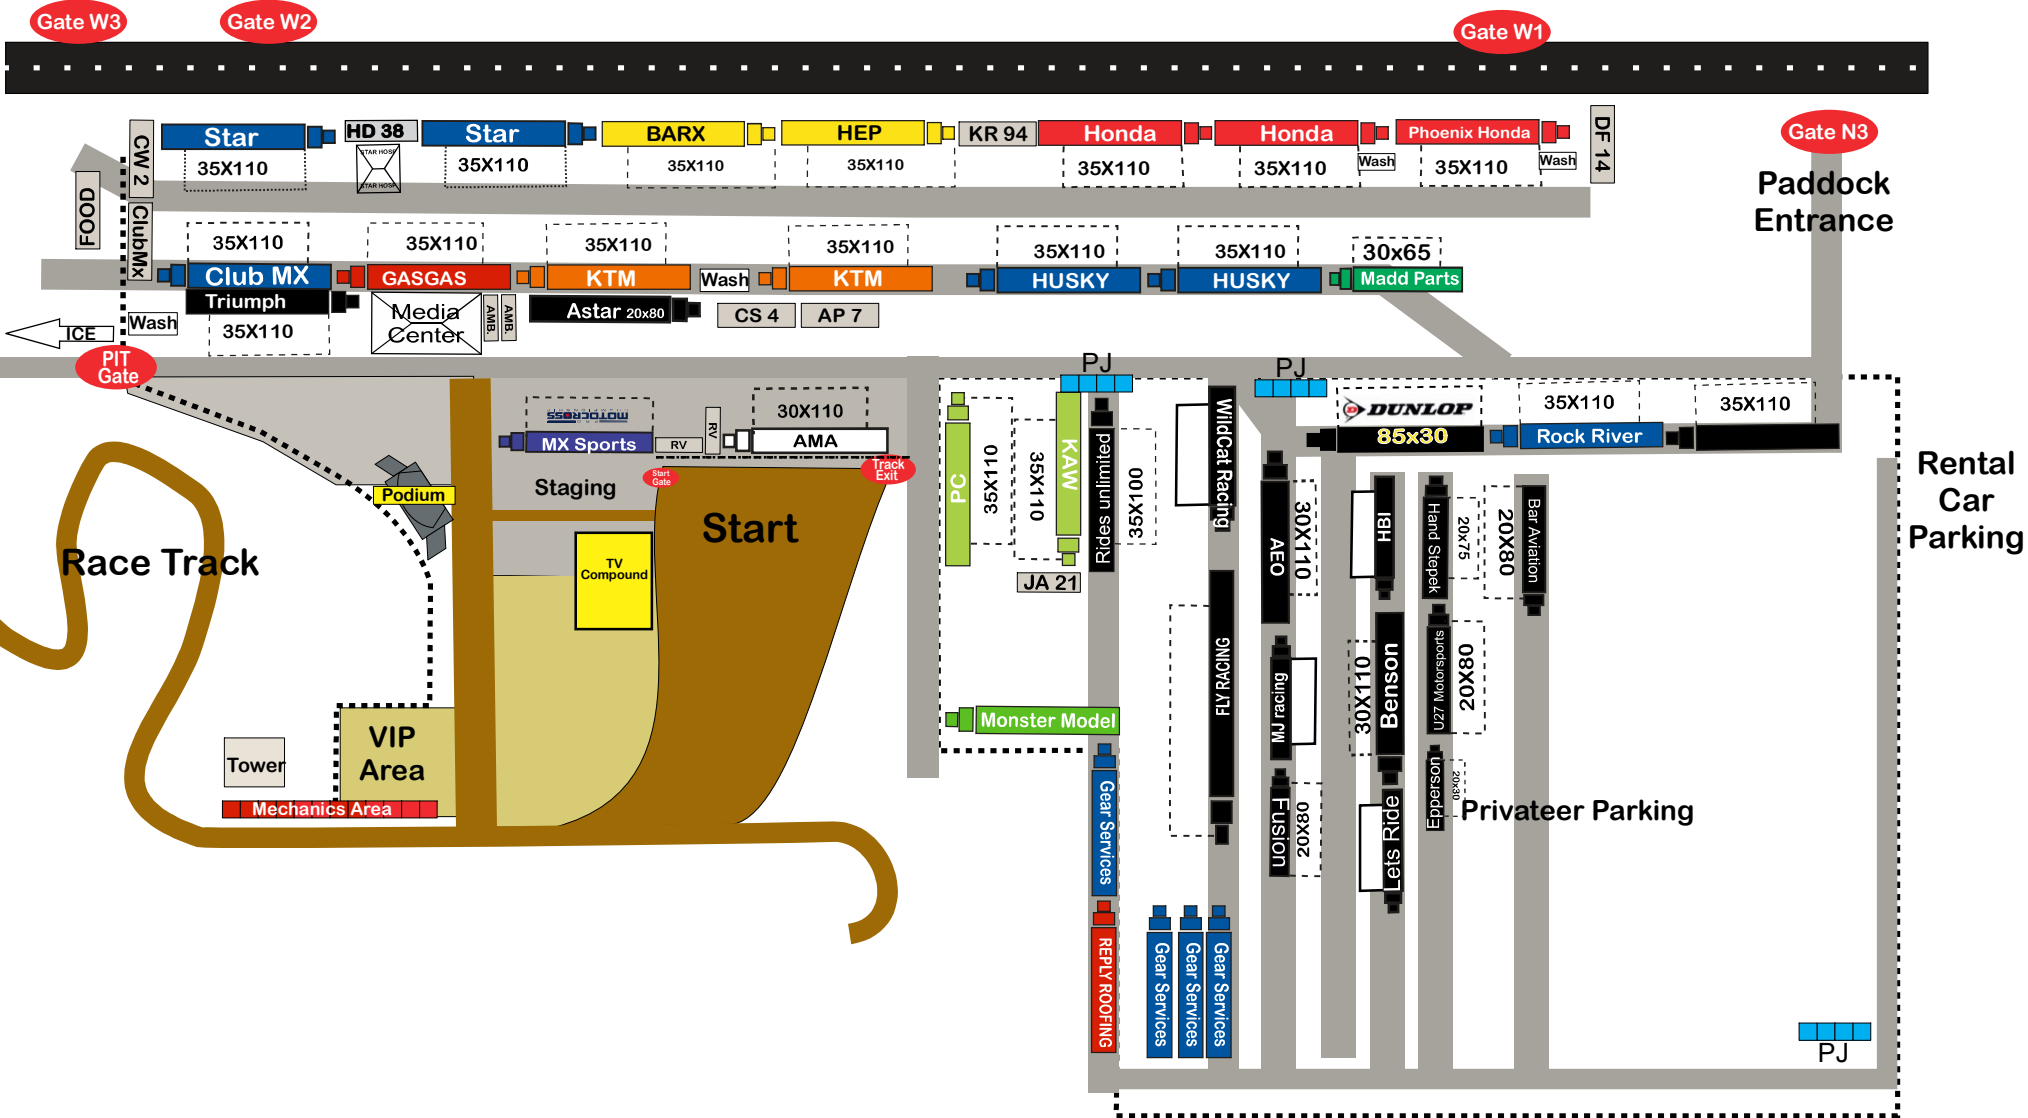 Gate W3
Gate W2
Gate W1
Gate N3
Paddock
Entrance
CW 2
Star
35X110
HD 38
STAR HOSP
STAR HOSP
Star
35X110
BARX
35X110
HEP
35X110
KR 94
Honda
35X110
Honda
35X110
Wash
Phoenix Honda
35X110
Wash
DF 14
FOOD
ClubMx
35X110
Club MX
35X110
GASGAS
35X110
KTM
Wash
35X110
KTM
35X110
HUSKY
35X110
HUSKY
30x65
Madd Parts
Triumph
35X110
Wash
ICE
Media
Center
AMB.
AMB.
Astar 20x80
CS 4
AP 7
PIT
Gate
PJ
PJ
MOTOCROSS
MX Sports
RV
RV
30X110
AMA
Track
Exit
Start
Gate
Staging
Start
Podium
TV
Compound
Race Track
VIP
Area
Tower
Mechanics Area
PC
35X110
35X110
KAW
JA 21
Rides unlimited
35X100
WildCat Racing
FLY RACING
Monster Model
Gear Services
REPLY ROOFING
Gear Services
Gear Services
Gear Services
DUNLOP
85x30
35X110
Rock River
35X110
AEO
30X110
MJ racing
Fusion
20X80
HBI
30X110
Benson
Lets Ride
Hand Stepek
20x75
U27 Motorsports
20X80
Epperson
20x30
20X80
Bar Aviation
Privateer Parking
Rental
Car
Parking
PJ